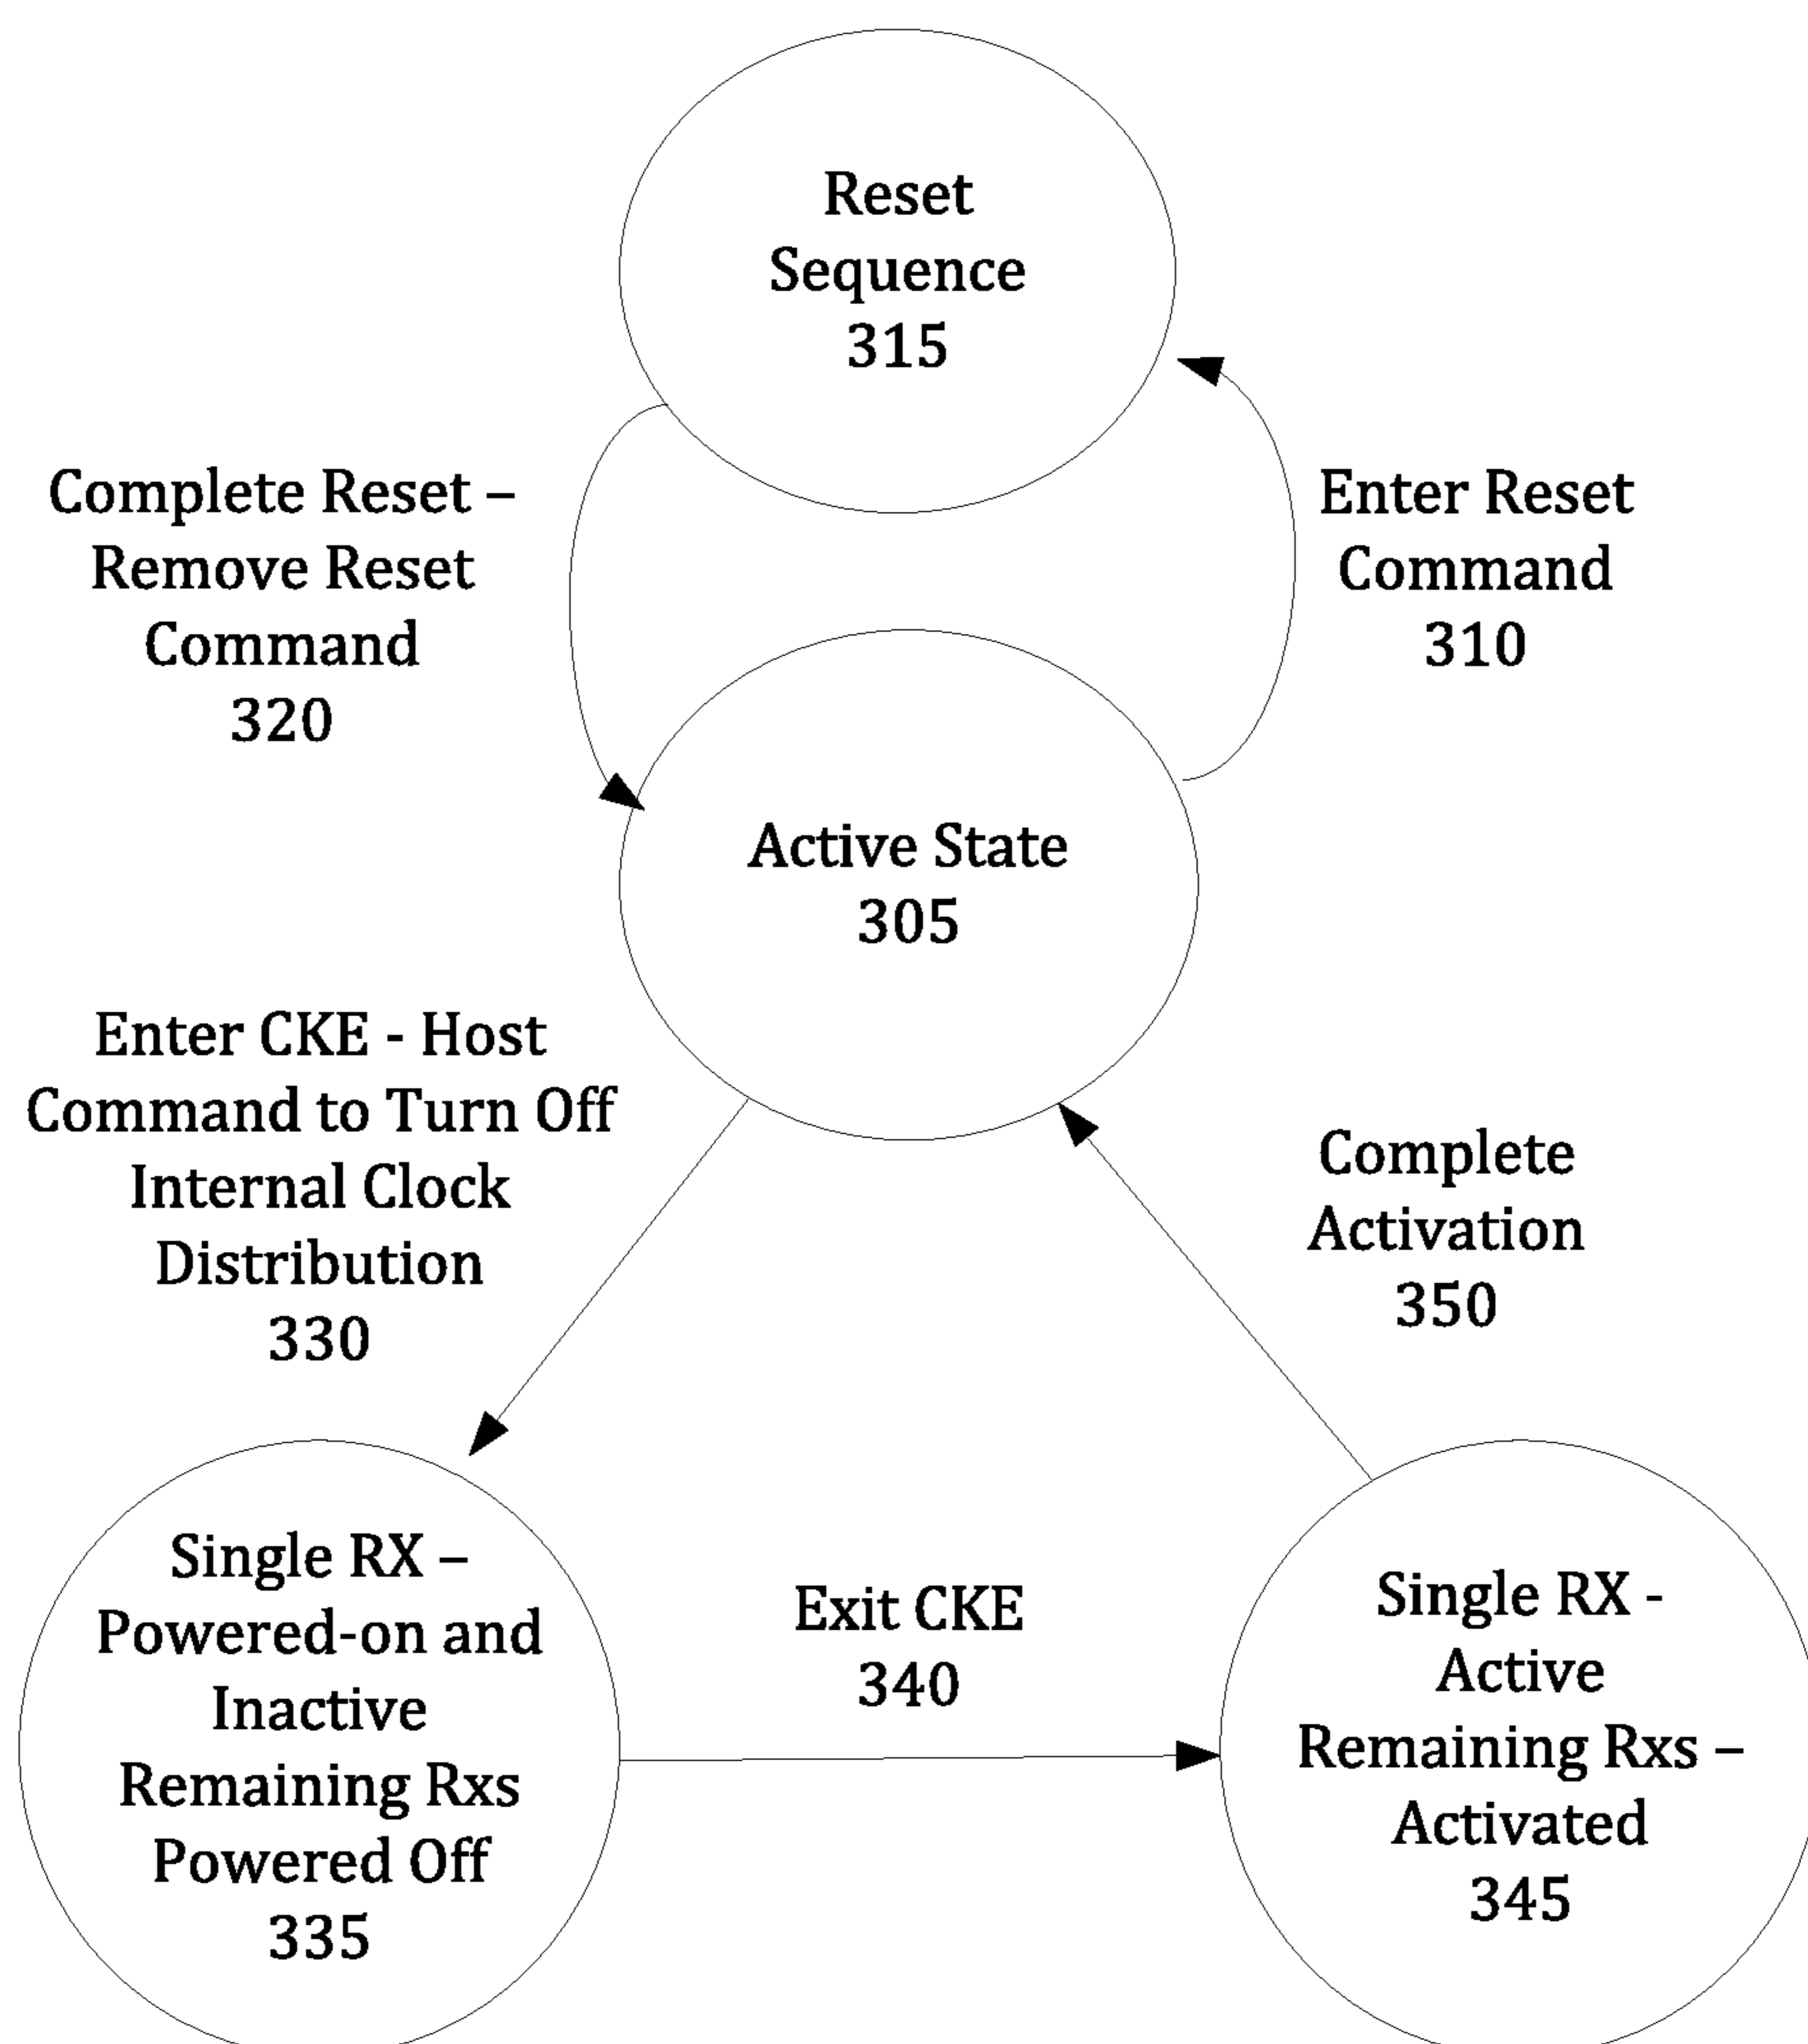 Reset
Sequence
315
Complete Reset –
Remove Reset
Command
320
Enter Reset
Command
310
Active State
305
Enter CKE - Host
Command to Turn Off
Internal Clock
Distribution
330
Complete
Activation
350
Single RX –
Powered-on and
Inactive
Remaining Rxs
Powered Off
335
Exit CKE
340
Single RX -
Active
Remaining Rxs –
Activated
345